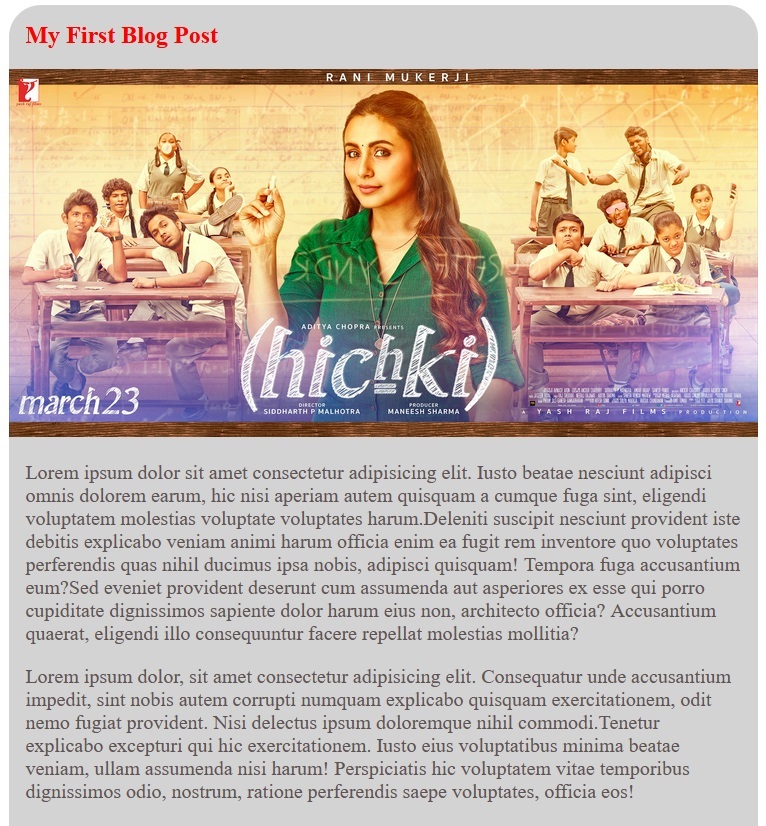 My First Blog Post
RANI MUKERJI
yash raj films
ADITYA CHOPRA PRESENTS
(hichki)
march 23
DIRECTOR
SIDDHARTH P MALHOTRA
PRODUCER
MANEESH SHARMA
A YASH RAJ FILMS PRODUCTION
Lorem ipsum dolor sit amet consectetur adipisicing elit. Iusto beatae nesciunt adipisci
omnis dolorem earum, hic nisi aperiam autem quisquam a cumque fuga sint, eligendi
voluptatem molestias voluptate voluptates harum.Deleniti suscipit nesciunt provident iste
debitis explicabo veniam animi harum officia enim ea fugit rem inventore quo voluptates
perferendis quas nihil ducimus ipsa nobis, adipisci quisquam! Tempora fuga accusantium
eum?Sed eveniet provident deserunt cum assumenda aut asperiores ex esse qui porro
cupiditate dignissimos sapiente dolor harum eius non, architecto officia? Accusantium
quaerat, eligendi illo consequuntur facere repellat molestias mollitia?
Lorem ipsum dolor, sit amet consectetur adipisicing elit. Consequatur unde accusantium
impedit, sint nobis autem corrupti numquam explicabo quisquam exercitationem, odit
nemo fugiat provident. Nisi delectus ipsum doloremque nihil commodi.Tenetur
explicabo excepturi qui hic exercitationem. Iusto eius voluptatibus minima beatae
veniam, ullam assumenda nisi harum! Perspiciatis hic voluptatem vitae temporibus
dignissimos odio, nostrum, ratione perferendis saepe voluptates, officia eos!